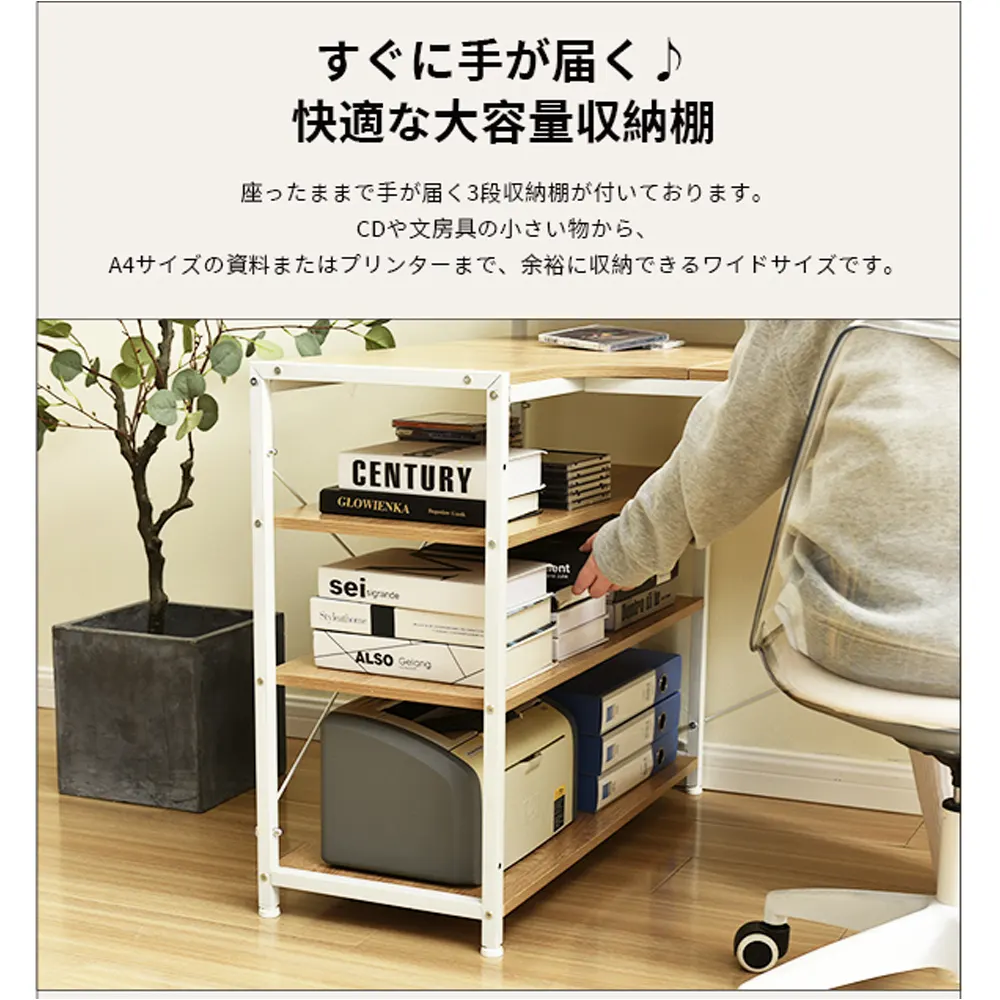 すぐに手が届く♪
快適な大容量収納棚
座ったままで手が届く3段収納棚が付いております。
CDや文房具の小さい物から、
A4サイズの資料またはプリンターまで、余裕に収納できるワイドサイズです。
CENTURY
GLOWIENKA
sei sigrande
ent
Styleathome
ALSO Gelang